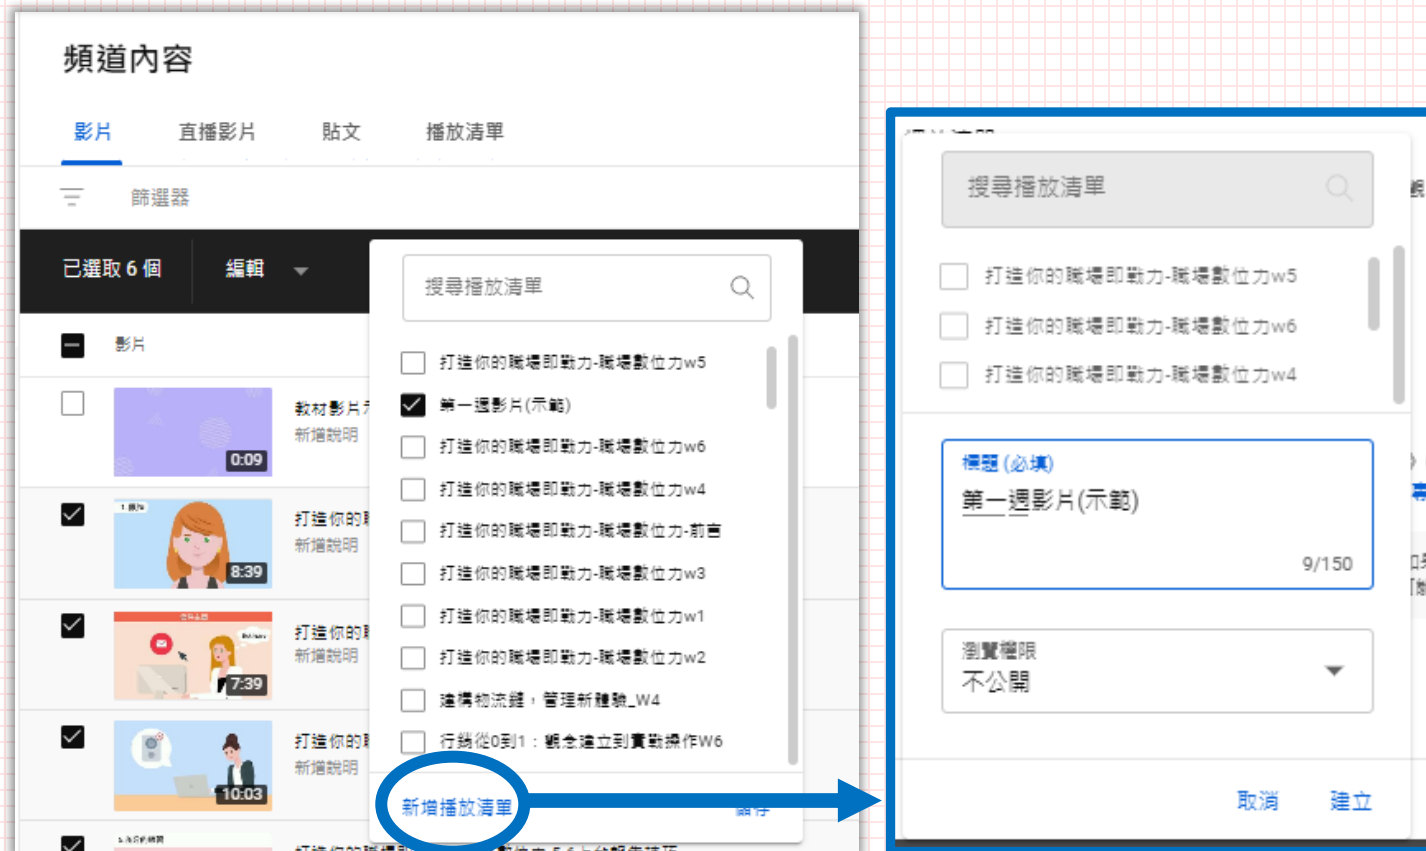 頻道內容
影片 直播影片 貼文 播放清單
篩選器
已選取 6 個 編輯
影片
教材影片
新增說明
0:09
打造你的
新增說明
8:39
打造你的
新增說明
7:39
打造你的
新增說明
10:03
搜尋播放清單
打造你的職場即戰力-職場數位力w5
第一週影片(示範)
打造你的職場即戰力-職場數位力w6
打造你的職場即戰力-職場數位力w4
打造你的職場即戰力-職場數位力-前言
打造你的職場即戰力-職場數位力w3
打造你的職場即戰力-職場數位力w1
打造你的職場即戰力-職場數位力w2
建構物流鏈，管理新體驗_W4
行銷從0到1：觀念建立到實戰操作W6
新增播放清單
搜尋播放清單
打造你的職場即戰力-職場數位力w5
打造你的職場即戰力-職場數位力w6
打造你的職場即戰力-職場數位力w4
標題 (必填)
第一週影片(示範)
9/150
瀏覽權限
不公開
取消 建立